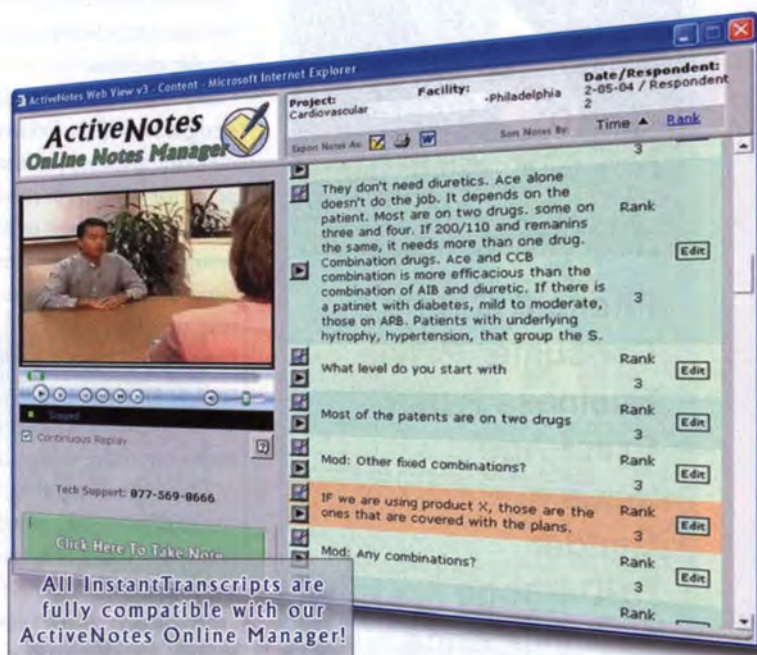 ActiveNotes Web View v3 - Content - Microsoft Internet Explorer
ActiveNotes
OnLine Notes Manager
Project:
Cardiovascular
Facility:
-Philadelphia
Date/Respondent:
2-05-04 / Respondent
2
Export Notes As:
Sort Notes By:
Time ▲ Rank
3
They don't need diuretics. Ace alone
doesn't do the job. It depends on the
patient. Most are on two drugs. some on
three and four. If 200/110 and remanins
the same, it needs more than one drug.
Combination drugs. Ace and CCB
combination is more efficacious than the
combination of AIB and diuretic. If there is
a patinet with diabetes, mild to moderate,
those on ARB. Patients with underlying
hytrophy, hypertension, that group the S.
Rank
3
Edit
What level do you start with
Rank
3
Edit
Most of the patents are on two drugs
Rank
3
Edit
Mod: Other fixed combinations?
Rank
3
Edit
IF we are using product X, those are the
ones that are covered with the plans.
Rank
3
Edit
Mod: Any combinations?
Rank
3
Edit
Rank
Stopped
Continuous Replay
Tech Support: 877-569-8666
Click Here To Take Note
All InstantTranscripts are
fully compatible with our
ActiveNotes Online Manager!